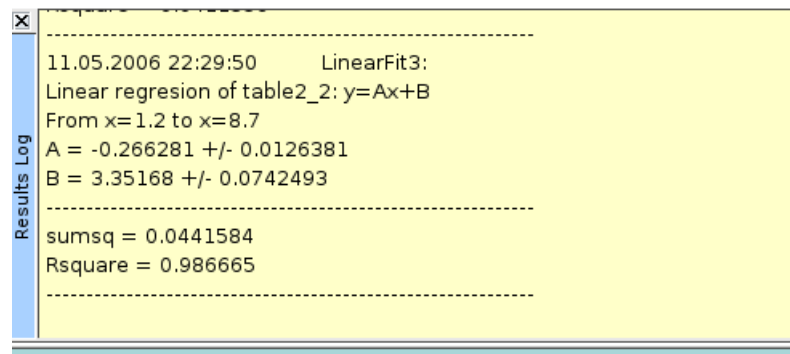 -------------------------------------------------------------
11.05.2006 22:29:50 LinearFit3:
Linear regresion of table2_2: y=Ax+B
From x=1.2 to x=8.7
A = -0.266281 +/- 0.0126381
B = 3.35168 +/- 0.0742493
-------------------------------------------------------------
sumsq = 0.0441584
Rsquare = 0.986665
-------------------------------------------------------------
Results Log